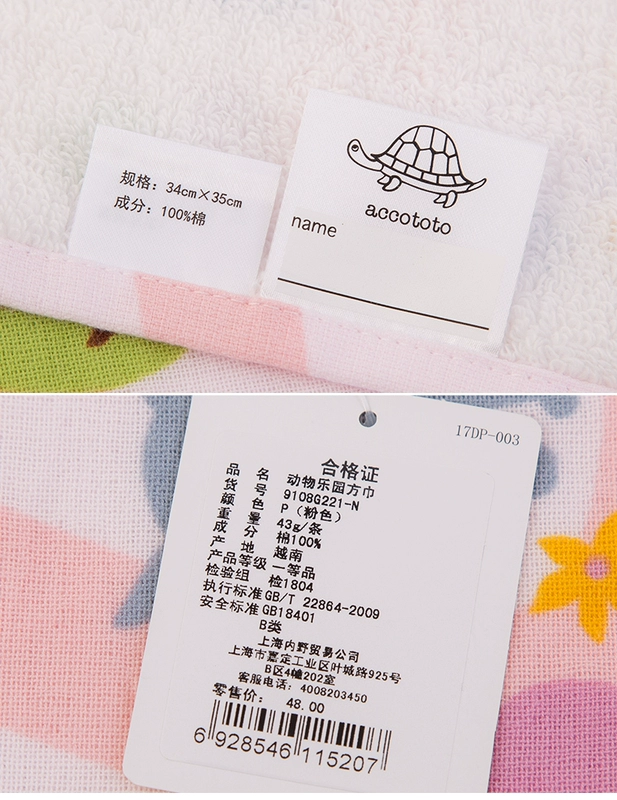 规格：34cm×35cm
成分：100%棉
accototo
name
17DP-003
合格证
品 名 动物乐园方巾
货 号 9108G221-N
颜 色 P（粉色）
重 量 43g/条
成 分 棉100%
产 地 越南
产品等级 一等品
检验组 检1804
执行标准 GB/T 22864-2009
安全标准 GB18401
B类
上海内野贸易公司
上海市嘉定工业区叶城路925号
B区4幢202室
客服电话：4008203450
零售价： 48.00
6 928546 115207